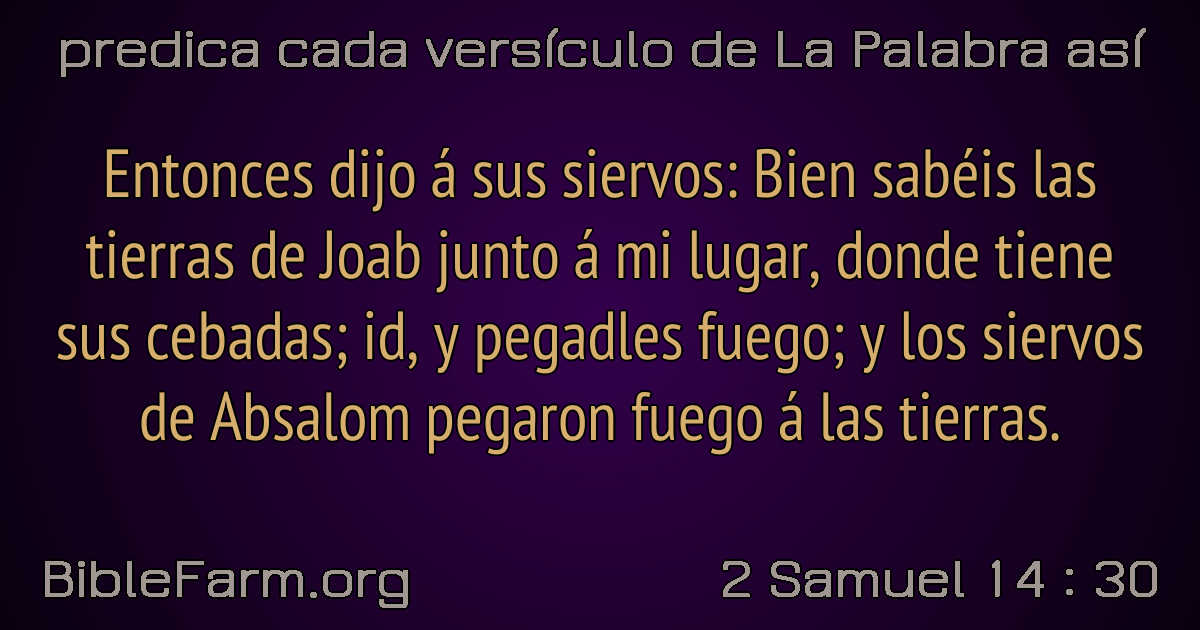 predica cada versículo de La Palabra así
Entonces dijo á sus siervos: Bien sabéis las
tierras de Joab junto á mi lugar, donde tiene
sus cebadas; id, y pegadles fuego; y los siervos
de Absalom pegaron fuego á las tierras.
BibleFarm.org
2 Samuel 14 : 30